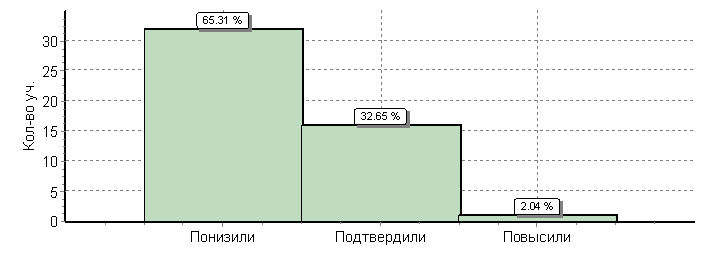 65.31 %
32.65 %
2.04 %
Кол-во уч.
30
25
20
15
10
5
0
Понизили
Подтвердили
Повысили